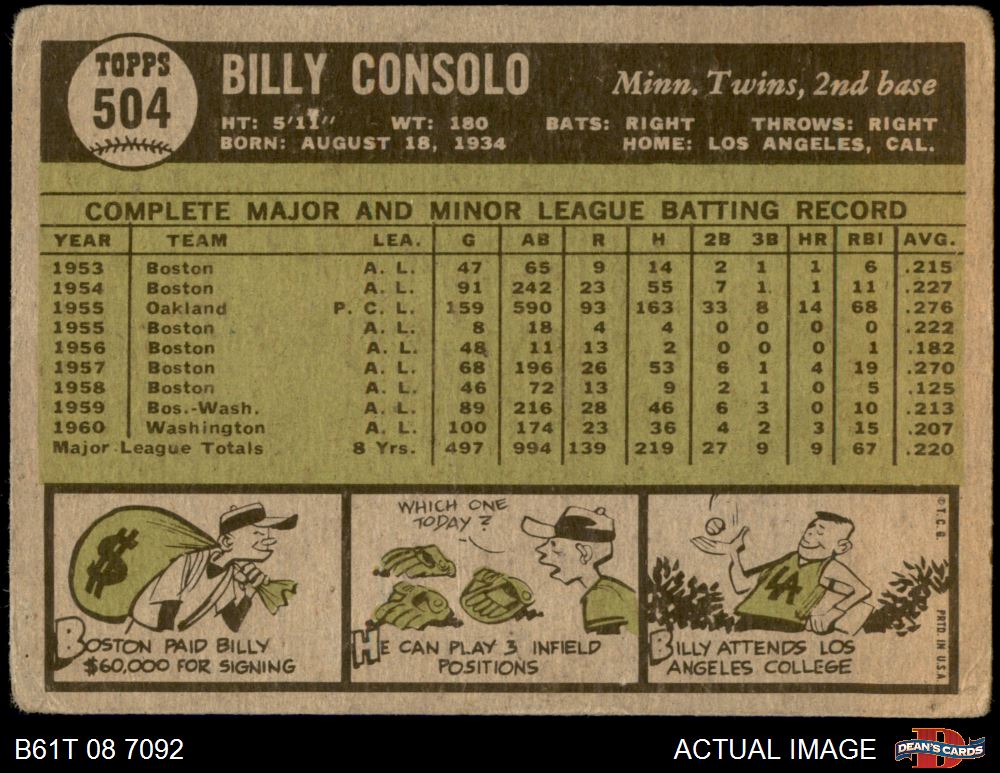 TOPPS
504
BILLY CONSOLO
Minn. Twins, 2nd base
HT: 5'11" WT: 180 BATS: RIGHT THROWS: RIGHT
BORN: AUGUST 18, 1934 HOME: LOS ANGELES, CAL.
COMPLETE MAJOR AND MINOR LEAGUE BATTING RECORD
YEAR TEAM LEA. G AB R H 2B 3B HR RBI AVG.
1953 Boston A. L. 47 65 9 14 2 1 1 6 .215
1954 Boston A. L. 91 242 23 55 7 1 1 11 .227
1955 Oakland P. C. L. 159 590 93 163 33 8 14 68 .276
1955 Boston A. L. 8 18 4 4 0 0 0 0 .222
1956 Boston A. L. 48 11 13 2 0 0 0 1 .182
1957 Boston A. L. 68 196 26 53 6 1 4 19 .270
1958 Boston A. L. 46 72 13 9 2 1 0 5 .125
1959 Bos.-Wash. A. L. 89 216 28 46 6 3 0 10 .213
1960 Washington A. L. 100 174 23 36 4 2 3 15 .207
Major League Totals 8 Yrs. 497 994 139 219 27 9 9 67 .220
$
BOSTON PAID BILLY
$60,000 FOR SIGNING
WHICH ONE
TODAY?
HE CAN PLAY 3 INFIELD
POSITIONS
LA
BILLY ATTENDS LOS
ANGELES COLLEGE
© T. C. G. PRTD. IN U.S.A.
B61T 08 7092
ACTUAL IMAGE
D
DEAN'S CARDS